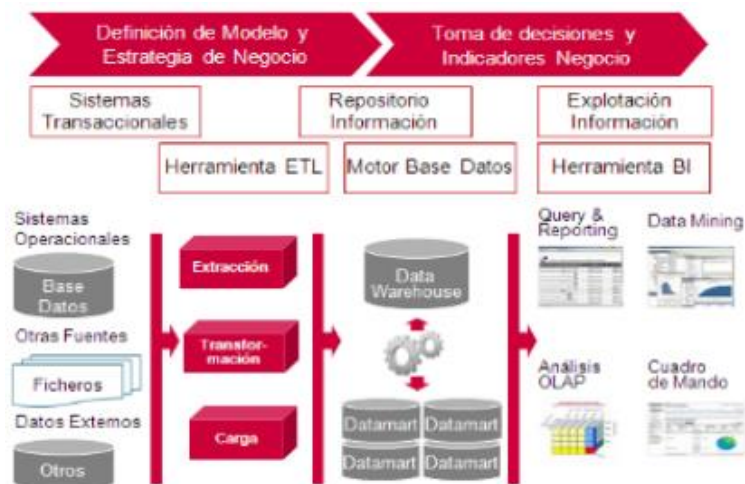 Definición de Modelo y
Estrategia de Negocio
Toma de decisiones y
Indicadores Negocio
Sistemas
Transaccionales
Repositorio
Información
Explotación
Información
Herramienta ETL
Motor Base Datos
Herramienta BI
Sistemas
Operacionales
Base
Datos
Otras Fuentes
Ficheros
Datos Externos
Otros
Extracción
Transfor-
mación
Carga
Data
Warehouse
Datamart
Datamart
Datamart
Datamart
Query &
Reporting
Data Mining
Análisis
OLAP
Cuadro
de Mando